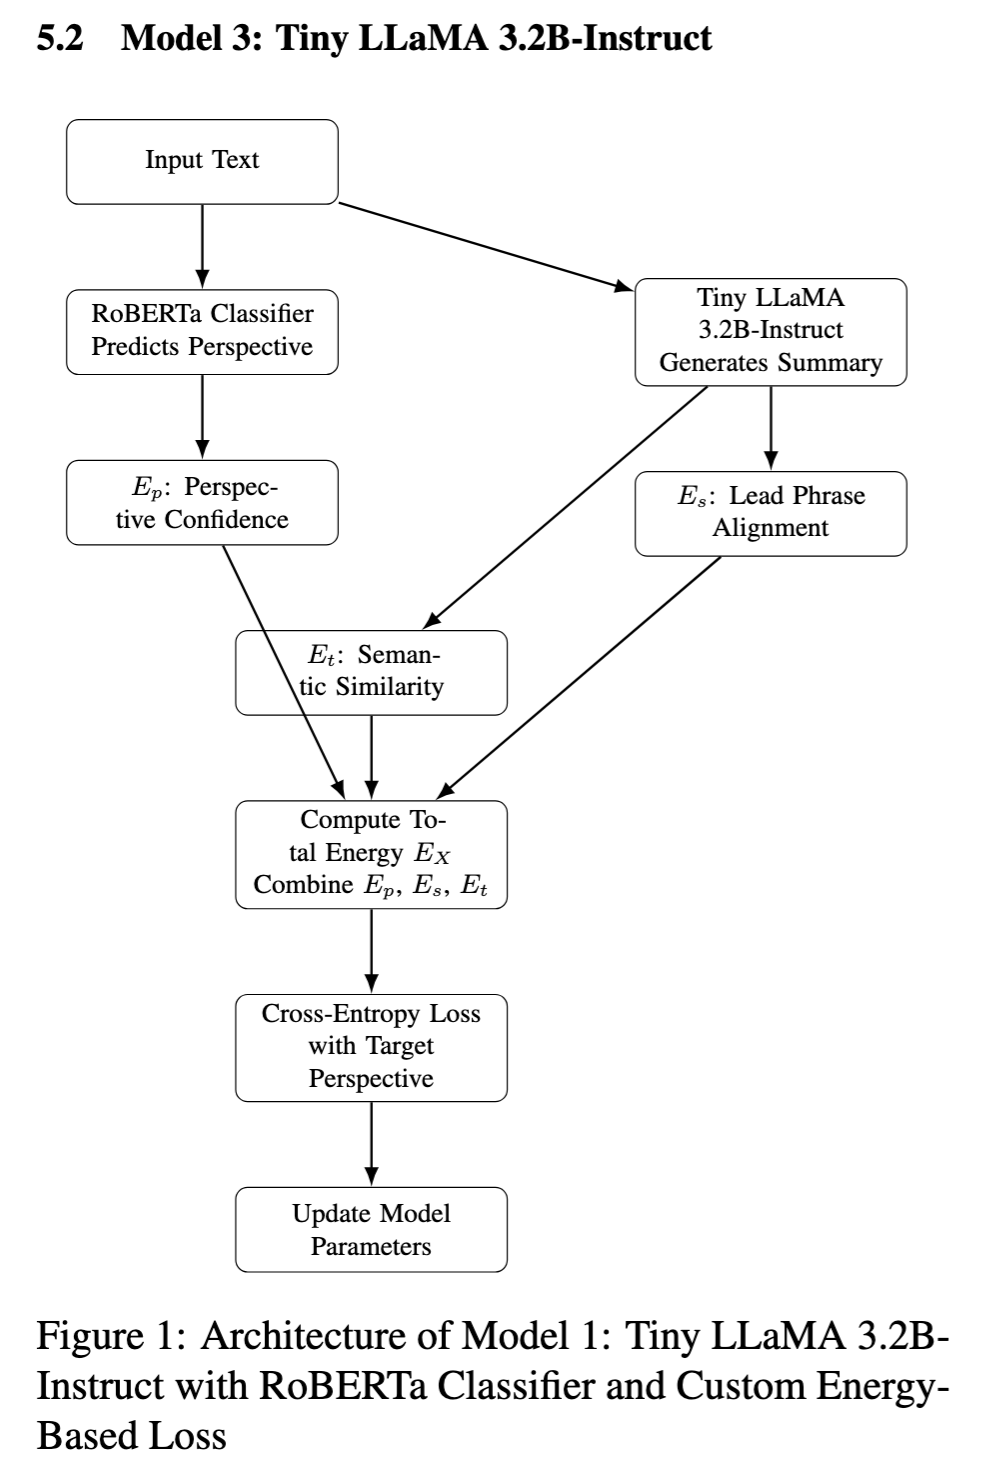 5.2 Model 3: Tiny LLaMA 3.2B-Instruct
Input Text
RoBERTa Classifier
Predicts Perspective
Tiny LLaMA
3.2B-Instruct
Generates Summary
E_p: Perspec-
tive Confidence
E_s: Lead Phrase
Alignment
E_t: Seman-
tic Similarity
Compute To-
tal Energy E_X
Combine E_p, E_s, E_t
Cross-Entropy Loss
with Target
Perspective
Update Model
Parameters
Figure 1: Architecture of Model 1: Tiny LLaMA 3.2B-
Instruct with RoBERTa Classifier and Custom Energy-
Based Loss